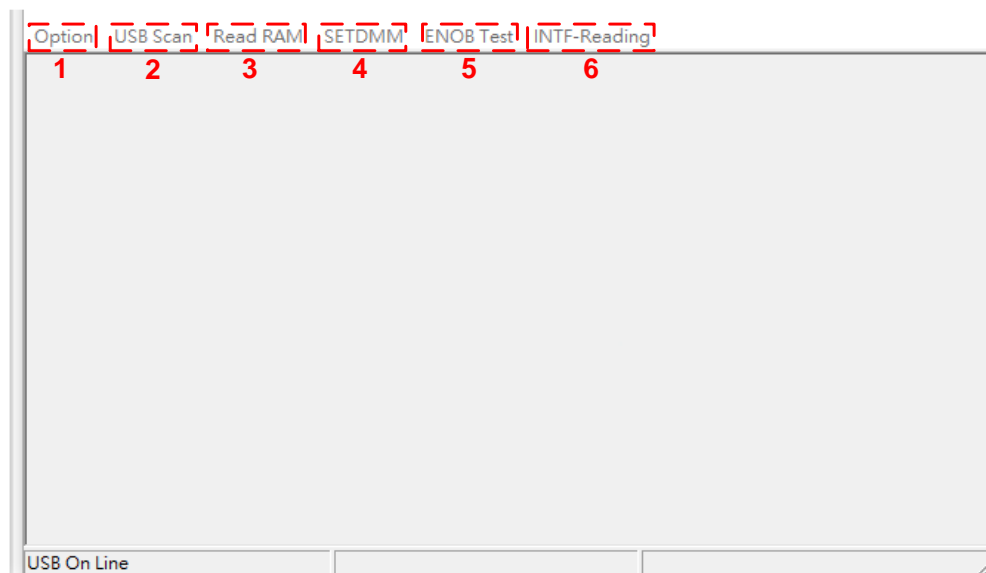 Option USB Scan Read RAM SETDMM ENOB Test INTF-Reading
1 2 3 4 5 6
USB On Line